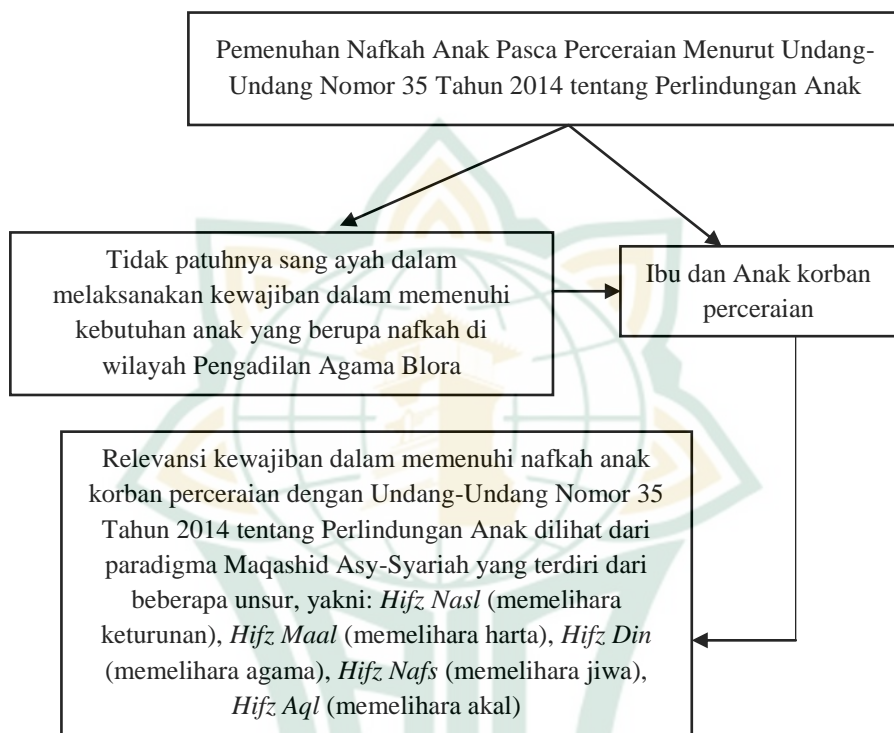 Pemenuhan Nafkah Anak Pasca Perceraian Menurut Undang-
Undang Nomor 35 Tahun 2014 tentang Perlindungan Anak
Tidak patuhnya sang ayah dalam
melaksanakan kewajiban dalam memenuhi
kebutuhan anak yang berupa nafkah di
wilayah Pengadilan Agama Blora
Ibu dan Anak korban
perceraian
Relevansi kewajiban dalam memenuhi nafkah anak
korban perceraian dengan Undang-Undang Nomor 35
Tahun 2014 tentang Perlindungan Anak dilihat dari
paradigma Maqashid Asy-Syariah yang terdiri dari
beberapa unsur, yakni: Hifz Nasl (memelihara
keturunan), Hifz Maal (memelihara harta), Hifz Din
(memelihara agama), Hifz Nafs (memelihara jiwa),
Hifz Aql (memelihara akal)